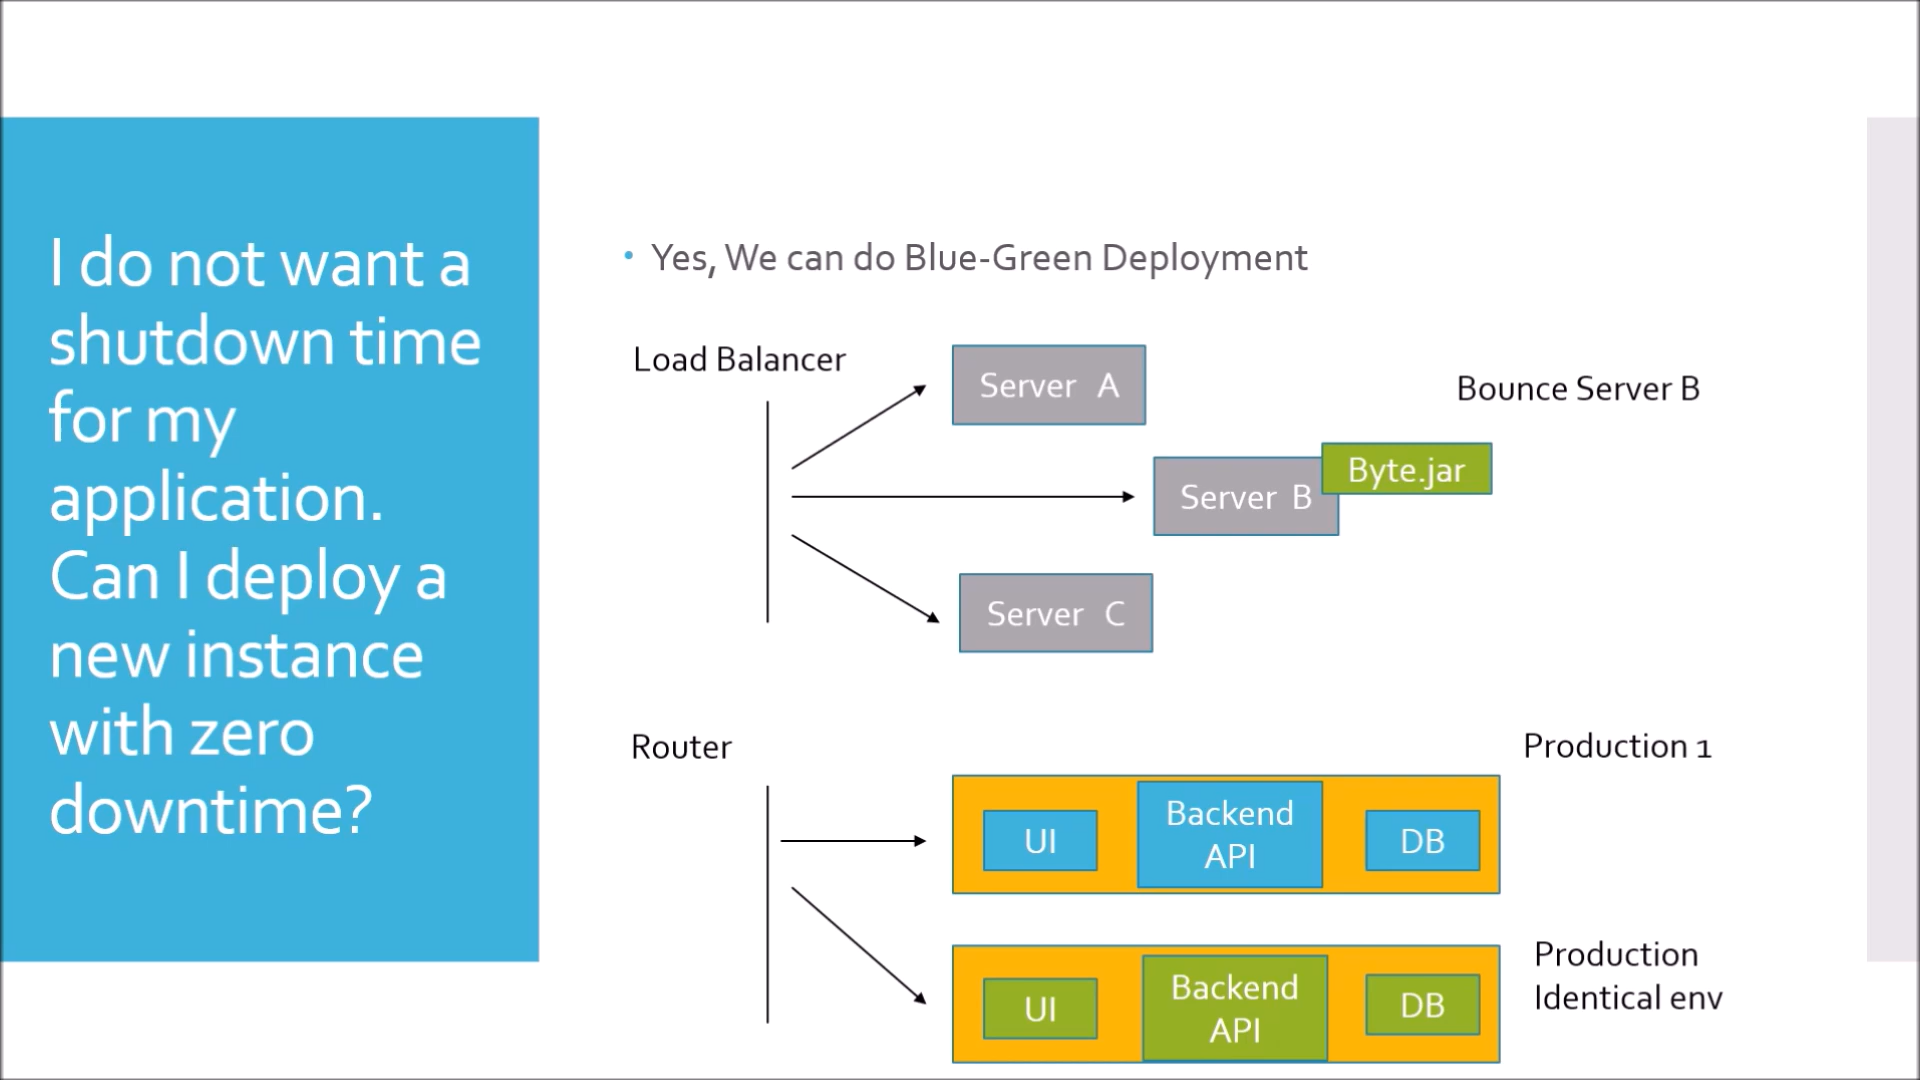 I do not want a
shutdown time
for my
application.
Can I deploy a
new instance
with zero
downtime?
• Yes, We can do Blue-Green Deployment
Load Balancer
Server A
Bounce Server B
Byte.jar
Server B
Server C
Router
Production 1
UI
Backend
API
DB
Production
Identical env
UI
Backend
API
DB